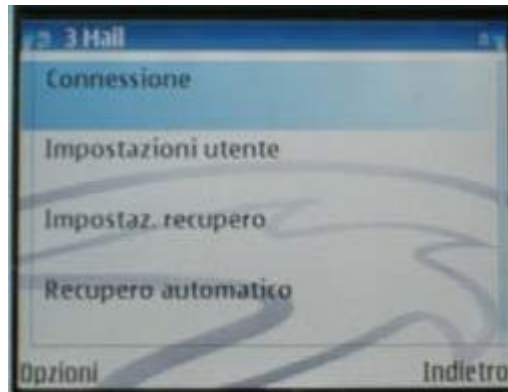 3 Mail
Connessione
Impostazioni utente
Impostaz. recupero
Recupero automatico
Opzioni
Indietro